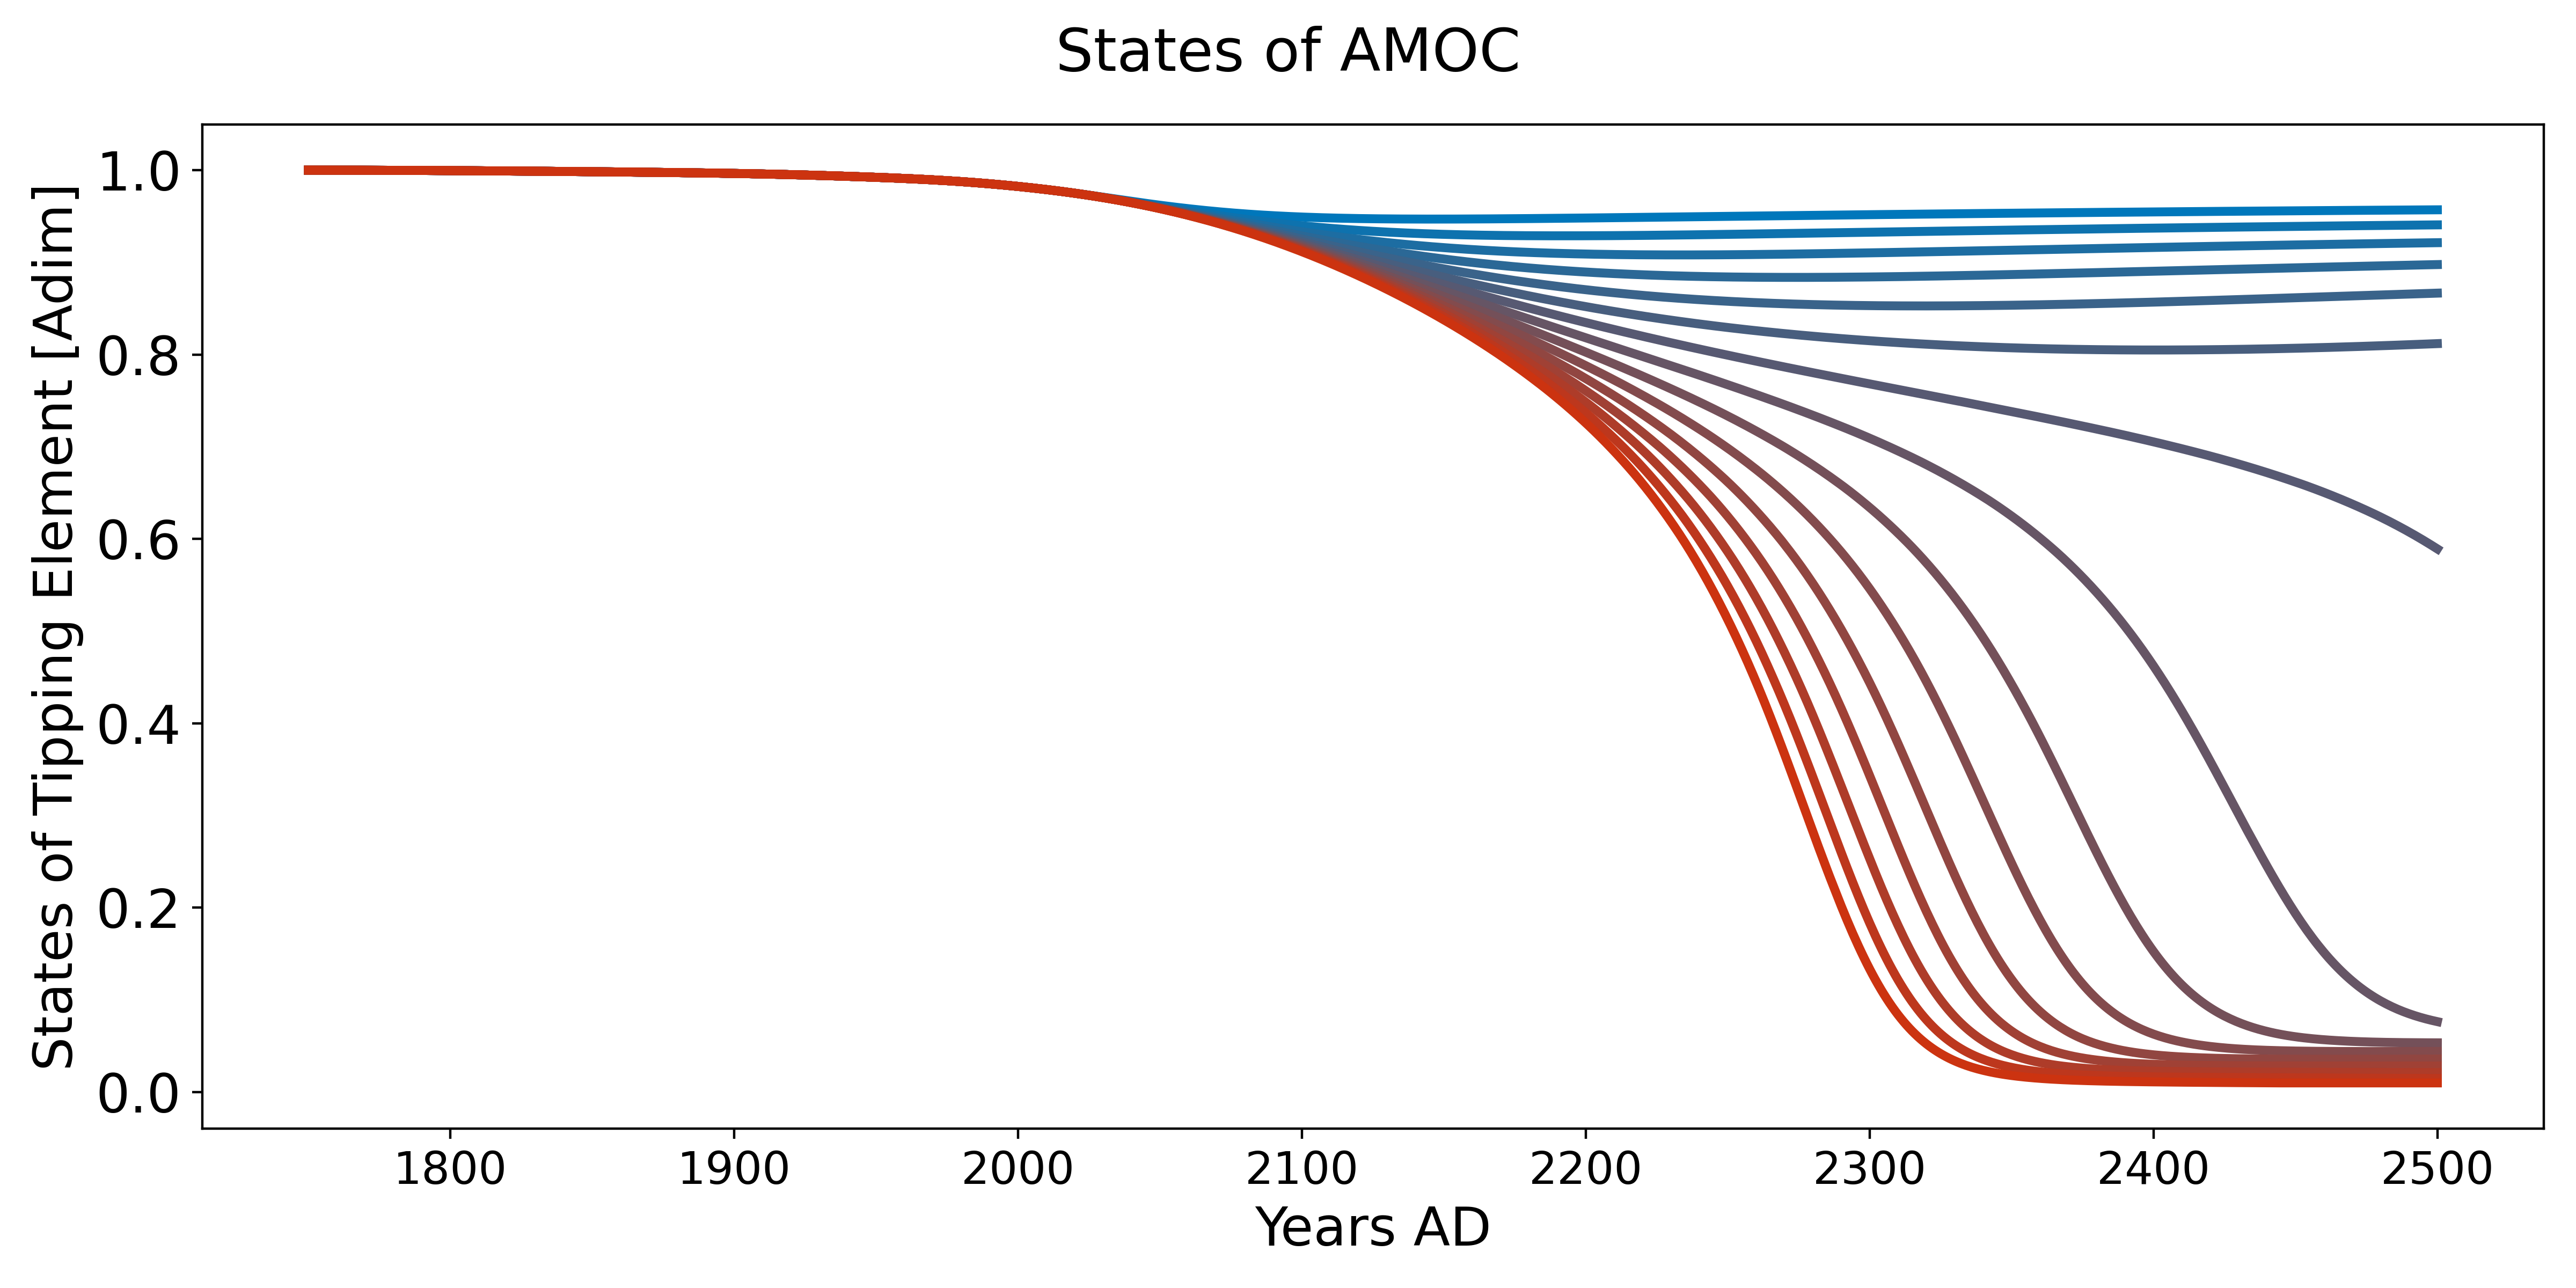 States of AMOC
States of Tipping Element [Adim]
1.0
0.8
0.6
0.4
0.2
0.0
1800 1900 2000 2100 2200 2300 2400 2500
Years AD